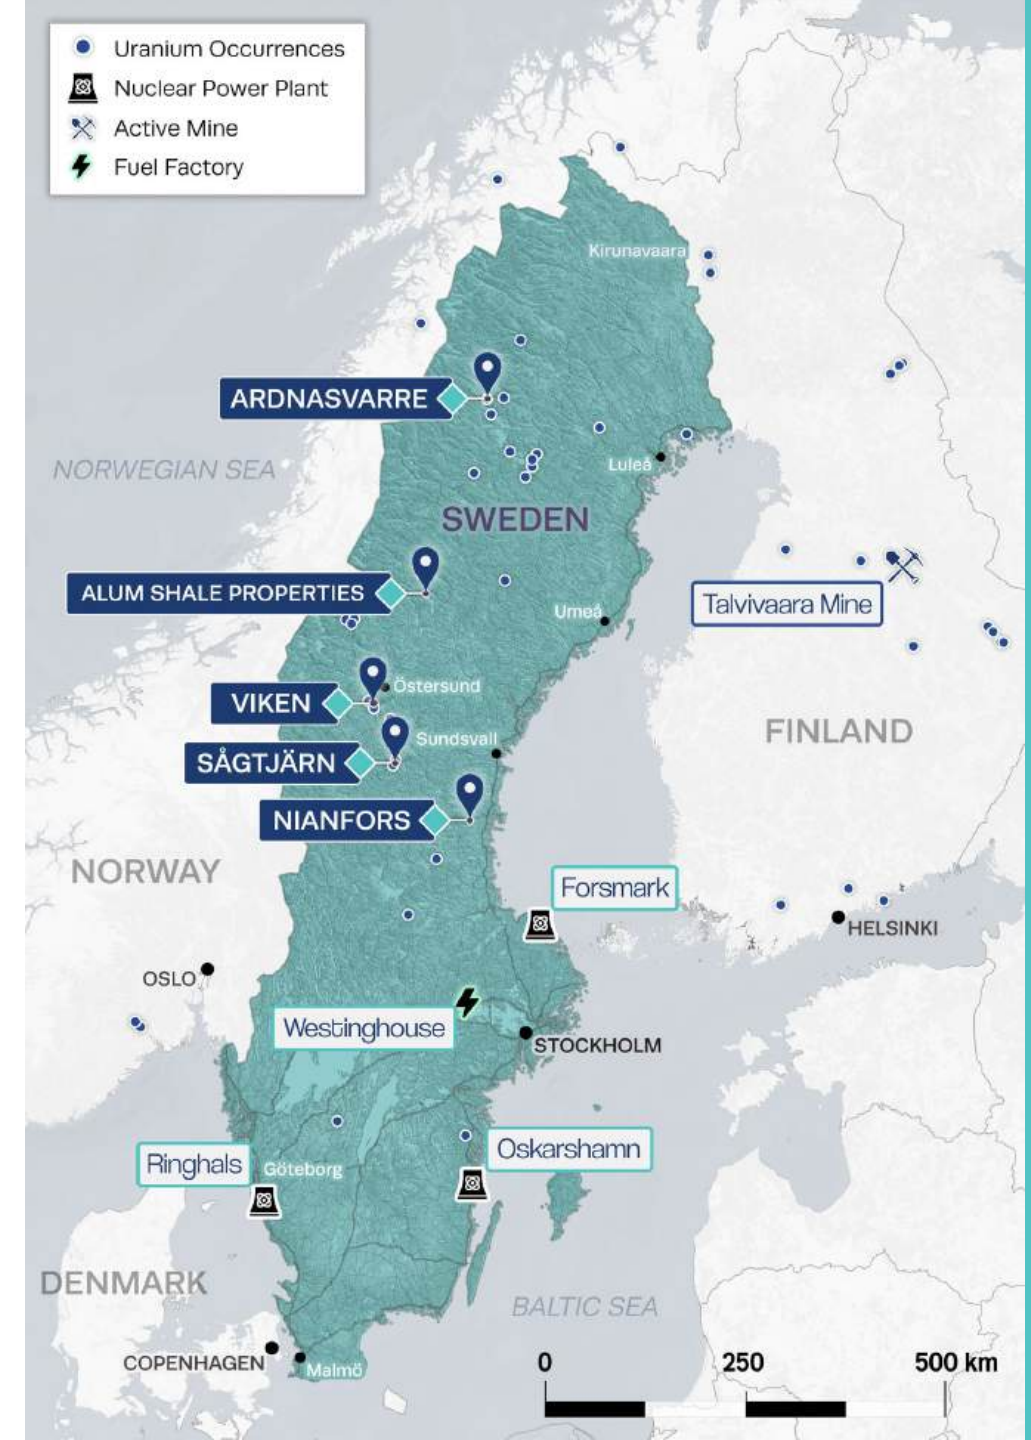 Uranium Occurrences
Nuclear Power Plant
Active Mine
Fuel Factory
Kirunavaara
ARDNASVARRE
NORWEGIAN SEA
Luleå
SWEDEN
ALUM SHALE PROPERTIES
Umeå
Talvivaara Mine
VIKEN
Östersund
FINLAND
Sundsvall
SÅGTJÄRN
NIANFORS
NORWAY
Forsmark
HELSINKI
OSLO
Westinghouse
STOCKHOLM
Oskarshamn
Ringhals
Göteborg
DENMARK
BALTIC SEA
COPENHAGEN
Malmö
0 250 500 km